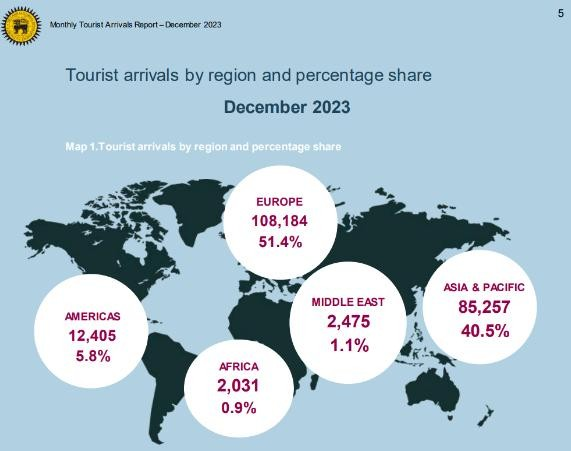 5
Monthly Tourist Arrivals Report – December 2023
Tourist arrivals by region and percentage share
December 2023
Map 1.Tourist arrivals by region and percentage share
EUROPE
108,184
51.4%
ASIA & PACIFIC
85,257
40.5%
MIDDLE EAST
2,475
1.1%
AMERICAS
12,405
5.8%
AFRICA
2,031
0.9%